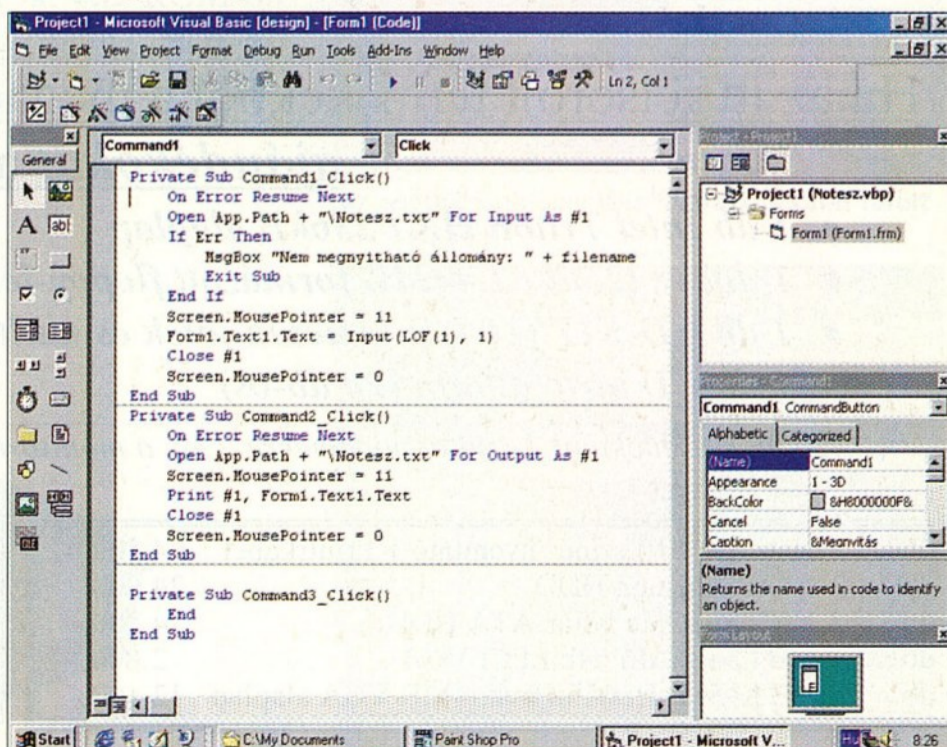 Project1 - Microsoft Visual Basic [design] - [Form1 (Code)]
File Edit View Project Format Debug Run Tools Add-Ins Window Help
Ln 2, Col 1
General
Command1
Click
Private Sub Command1_Click()
On Error Resume Next
Open App.Path + "\Notesz.txt" For Input As #1
If Err Then
MsgBox "Nem megnyitható állomány: " + filename
Exit Sub
End If
Screen.MousePointer = 11
Form1.Text1.Text = Input(LOF(1), 1)
Close #1
Screen.MousePointer = 0
End Sub
Private Sub Command2_Click()
On Error Resume Next
Open App.Path + "\Notesz.txt" For Output As #1
Screen.MousePointer = 11
Print #1, Form1.Text1.Text
Close #1
Screen.MousePointer = 0
End Sub
Private Sub Command3_Click()
End
End Sub
Project - Project1
Project1 (Notesz.vbp)
Forms
Form1 (Form1.frm)
Properties - Command1
Command1 CommandButton
Alphabetic Categorized
(Name) Command1
Appearance 1 - 3D
BackColor &H8000000F&
Cancel False
Caption &Megnyitás
(Name)
Returns the name used in code to identify
an object.
Form Layout
Start
C:\My Documents
Paint Shop Pro
Project1 - Microsoft V...
8:26